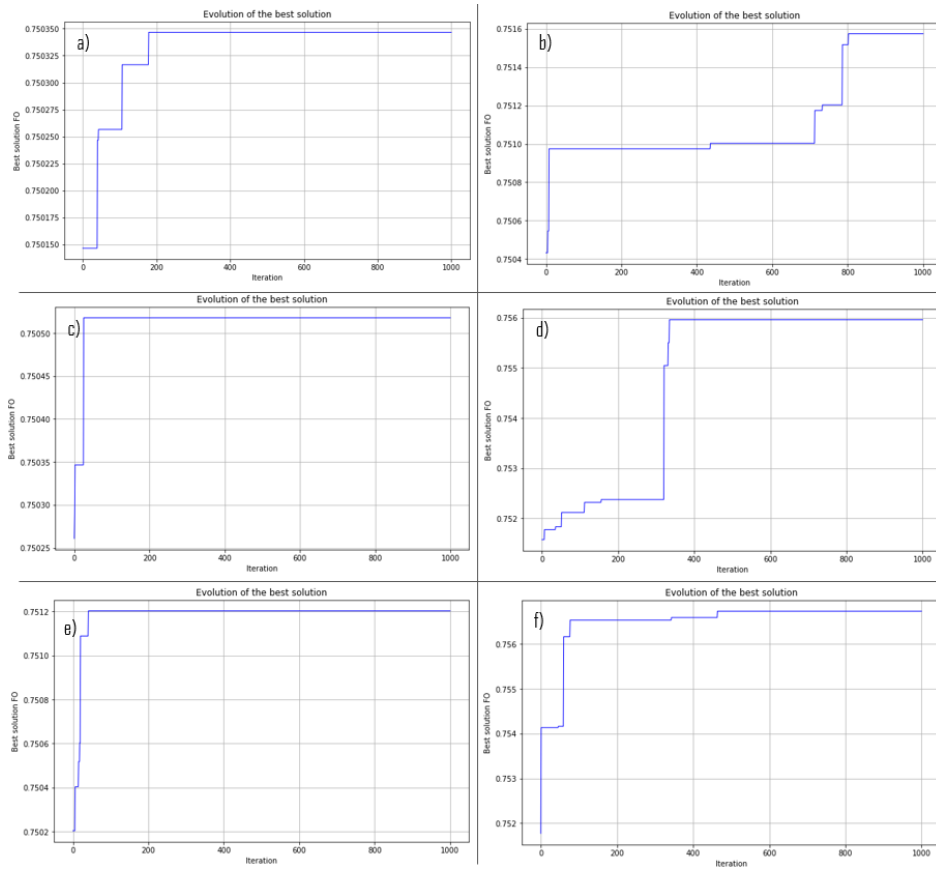 Evolution of the best solution
a)
0.750350
0.750325
0.750300
0.750275
0.750250
0.750225
0.750200
0.750175
0.750150
Best solution FO
0 200 400 600 800 1000
Iteration
Evolution of the best solution
b)
0.7516
0.7514
0.7512
0.7510
0.7508
0.7506
0.7504
Best solution FO
0 200 400 600 800 1000
Iteration
Evolution of the best solution
c)
0.75050
0.75045
0.75040
0.75035
0.75030
0.75025
Best solution FO
0 200 400 600 800 1000
Iteration
Evolution of the best solution
d)
0.756
0.755
0.754
0.753
0.752
Best solution FO
0 200 400 600 800 1000
Iteration
Evolution of the best solution
e)
0.7512
0.7510
0.7508
0.7506
0.7504
0.7502
Best solution FO
0 200 400 600 800 1000
Iteration
Evolution of the best solution
f)
0.756
0.755
0.754
0.753
0.752
Best solution FO
0 200 400 600 800 1000
Iteration